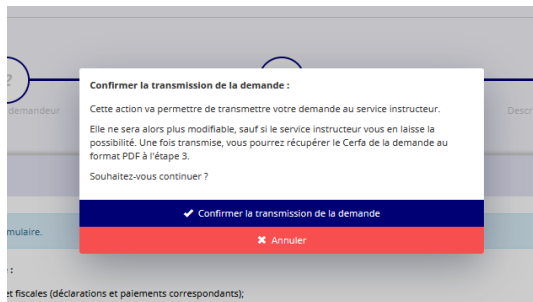 2
demandeur
Descr
Confirmer la transmission de la demande :
Cette action va permettre de transmettre votre demande au service instructeur.
Elle ne sera alors plus modifiable, sauf si le service instructeur vous en laisse la
possibilité. Une fois transmise, vous pourrez récupérer le Cerfa de la demande au
format PDF à l'étape 3.
Souhaitez-vous continuer ?
Confirmer la transmission de la demande
Annuler
mulaire.
e :
et fiscales (déclarations et paiements correspondants);